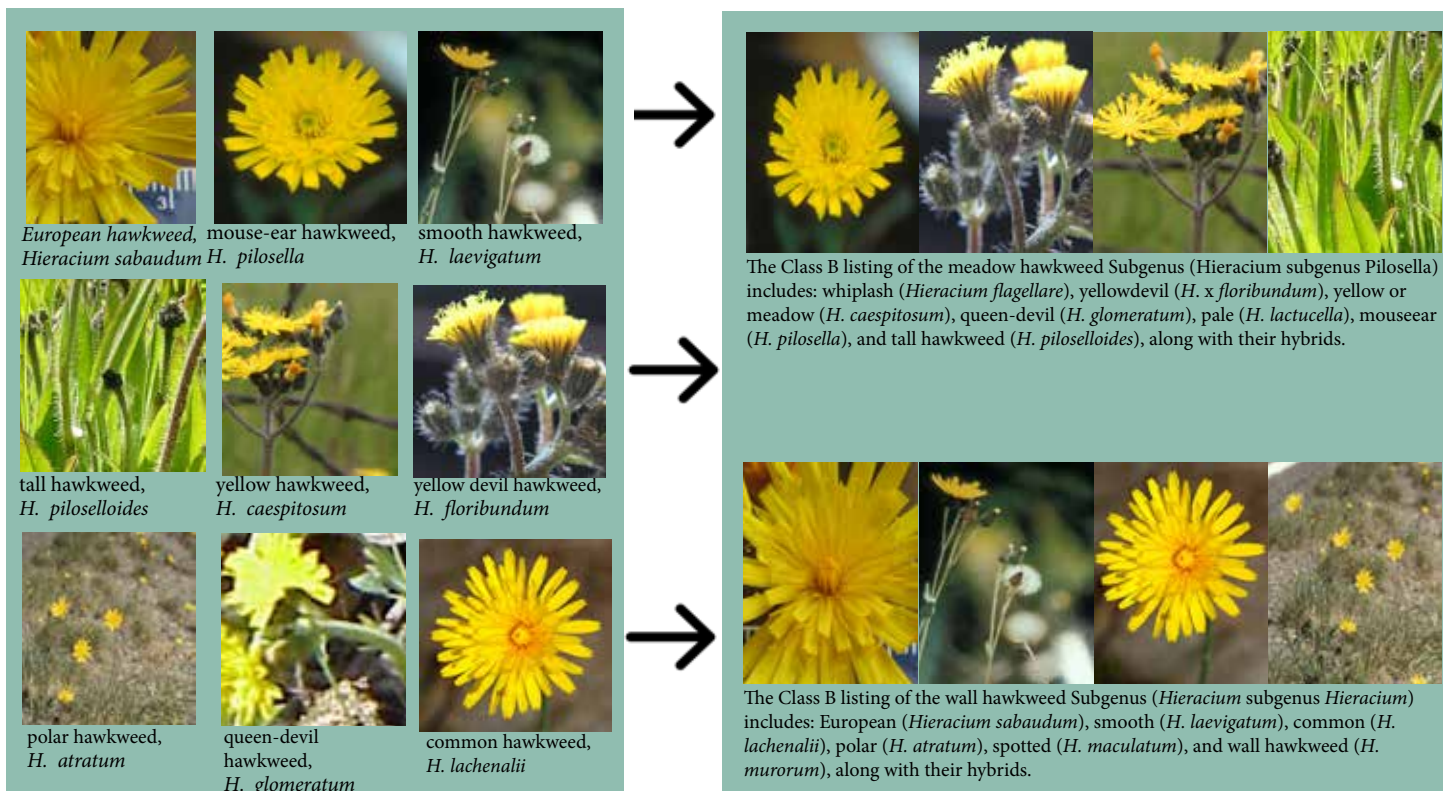 3
European hawkweed,
Hieracium sabaudum
mouse-ear hawkweed,
H. pilosella
smooth hawkweed,
H. laevigatum
tall hawkweed,
H. piloselloides
yellow hawkweed,
H. caespitosum
yellow devil hawkweed,
H. floribundum
polar hawkweed,
H. atratum
queen-devil
hawkweed,
H. glomeratum
common hawkweed,
H. lachenalii
The Class B listing of the meadow hawkweed Subgenus (Hieracium subgenus Pilosella)
includes: whiplash (Hieracium flagellare), yellowdevil (H. x floribundum), yellow or
meadow (H. caespitosum), queen-devil (H. glomeratum), pale (H. lactucella), mouseear
(H. pilosella), and tall hawkweed (H. piloselloides), along with their hybrids.
The Class B listing of the wall hawkweed Subgenus (Hieracium subgenus Hieracium)
includes: European (Hieracium sabaudum), smooth (H. laevigatum), common (H.
lachenalii), polar (H. atratum), spotted (H. maculatum), and wall hawkweed (H.
murorum), along with their hybrids.